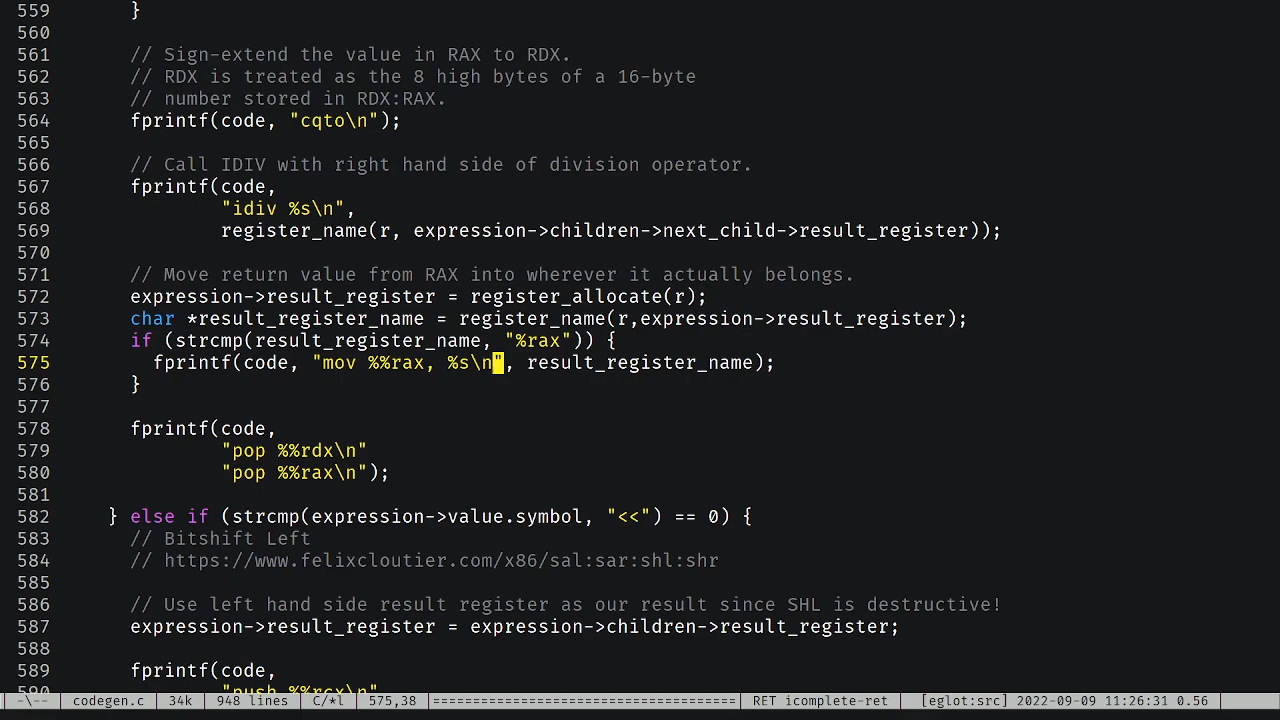 559       }
560
561       // Sign-extend the value in RAX to RDX.
562       // RDX is treated as the 8 high bytes of a 16-byte
563       // number stored in RDX:RAX.
564       fprintf(code, "cqto\n");
565
566       // Call IDIV with right hand side of division operator.
567       fprintf(code,
568               "idiv %s\n",
569               register_name(r, expression->children->next_child->result_register));
570
571       // Move return value from RAX into wherever it actually belongs.
572       expression->result_register = register_allocate(r);
573       char *result_register_name = register_name(r,expression->result_register);
574       if (strcmp(result_register_name, "%rax")) {
575         fprintf(code, "mov %%rax, %s\n", result_register_name);
576       }
577
578       fprintf(code,
579               "pop %%rdx\n"
580               "pop %%rax\n");
581
582     } else if (strcmp(expression->value.symbol, "<<") == 0) {
583       // Bitshift Left
584       // https://www.felixcloutier.com/x86/sal:sar:shl:shr
585
586       // Use left hand side result register as our result since SHL is destructive!
587       expression->result_register = expression->children->result_register;
588
589       fprintf(code,
590               "push %%rcx\n"
-\-- codegen.c 34k 948 lines C/*l 575,38 =================================== RET icomplete-ret [eglot:src] 2022-09-09 11:26:31 0.56